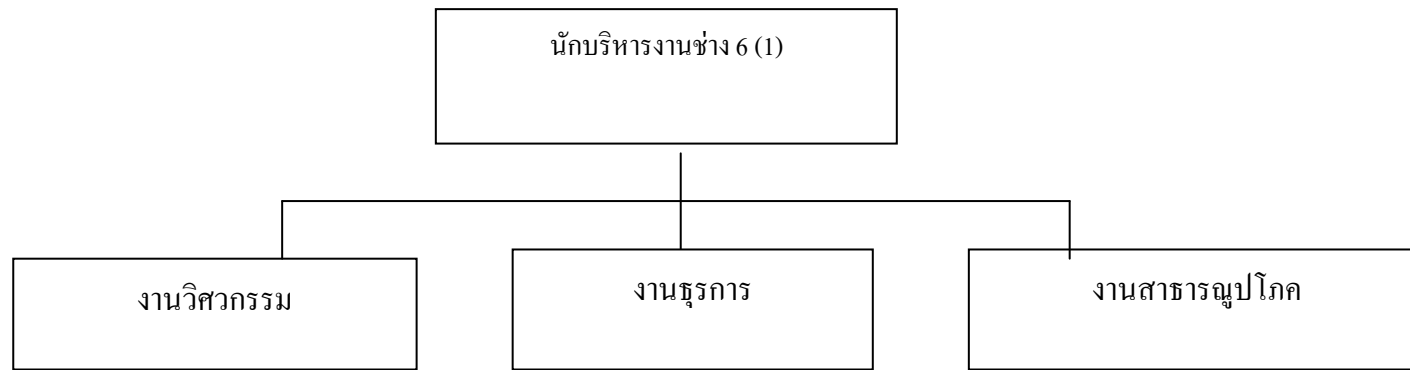 นักบริหารงานช่าง 6 (1)
งานวิศวกรรม
งานธุรการ
งานสาธารณูปโภค